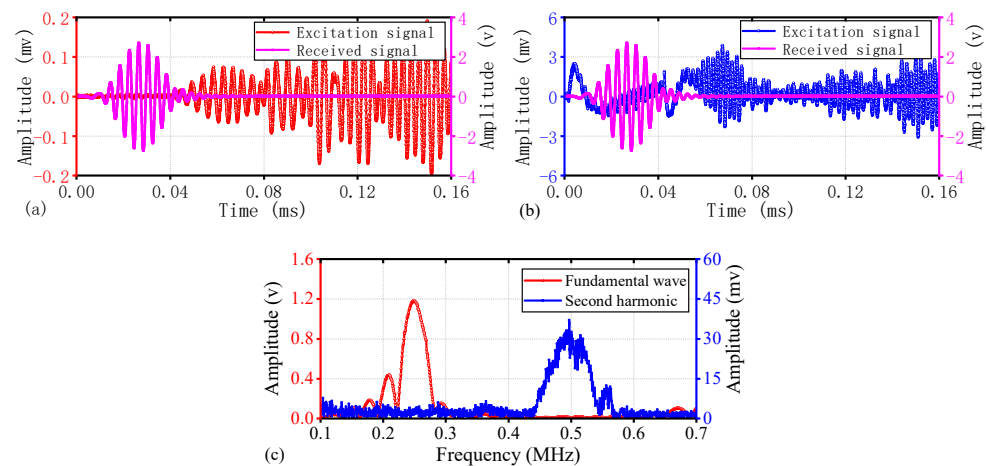 0.2
0.1
0.0
-0.1
-0.2
Amplitude (mv)
Excitation signal
Received signal
4
2
0
-2
-4
Amplitude (v)
0.00 0.04 0.08 0.12 0.16
(a)
Time (ms)
6
3
0
-3
-6
Amplitude (mv)
Excitation signal
Received signal
4
2
0
-2
-4
Amplitude (v)
0.00 0.04 0.08 0.12 0.16
(b)
Time (ms)
1.6
1.2
0.8
0.4
0.0
Amplitude (v)
Fundamental wave
Second harmonic
60
45
30
15
0
Amplitude (mv)
0.1 0.2 0.3 0.4 0.5 0.6 0.7
(c)
Frequency (MHz)